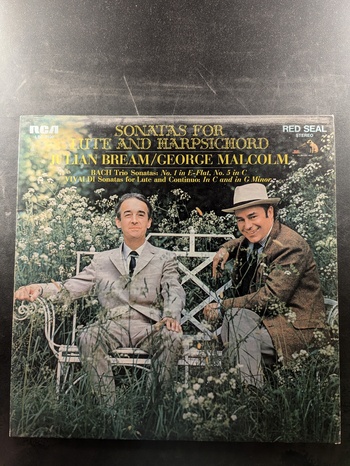 RCA
SONATAS FOR
LUTE AND HARPSICHORD
RED SEAL
STEREO
JULIAN BREAM/GEORGE MALCOLM
BACH Trio Sonatas: No. 1 in E-Flat, No. 5 in C
VIVALDI Sonatas for Lute and Continuo: In C and in G Minor